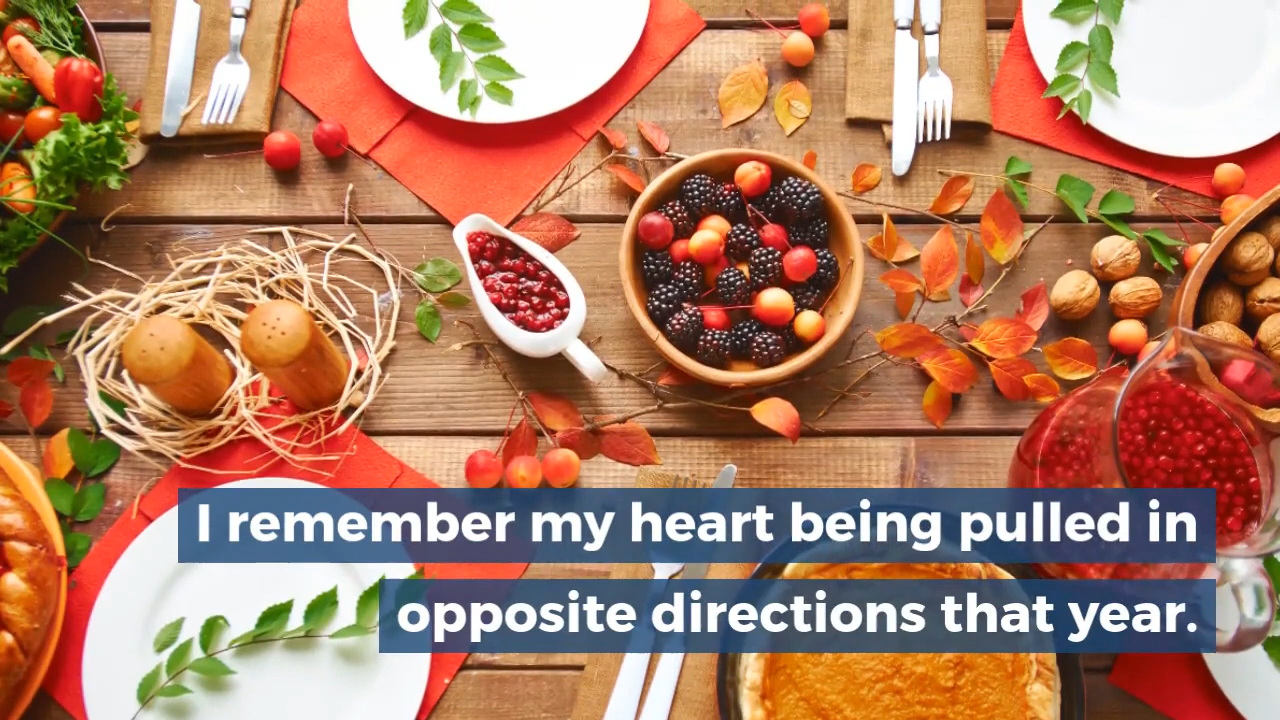 I remember my heart being pulled in
opposite directions that year.